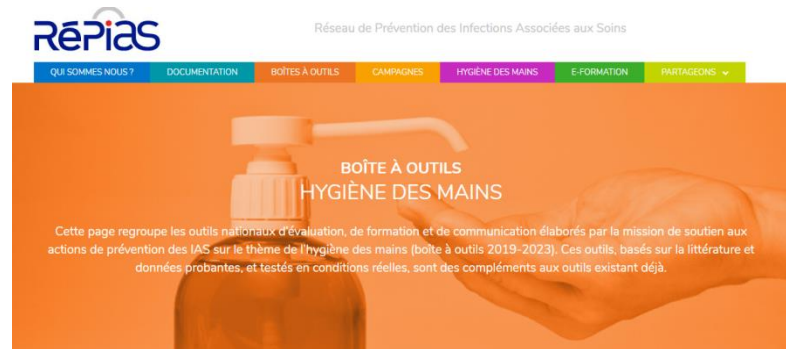 RéPias
Réseau de Prévention des Infections Associées aux Soins
QUI SOMMES NOUS ? DOCUMENTATION BOÎTES À OUTILS CAMPAGNES HYGIÈNE DES MAINS E-FORMATION PARTAGEONS
BOÎTE À OUTILS
HYGIÈNE DES MAINS
Cette page regroupe les outils nationaux d'évaluation, de formation et de communication élaborés par la mission de soutien aux
actions de prévention des IAS sur le thème de l'hygiène des mains (boîte à outils 2019-2023). Ces outils, basés sur la littérature et
données probantes, et testés en conditions réelles, sont des compléments aux outils existant déjà.